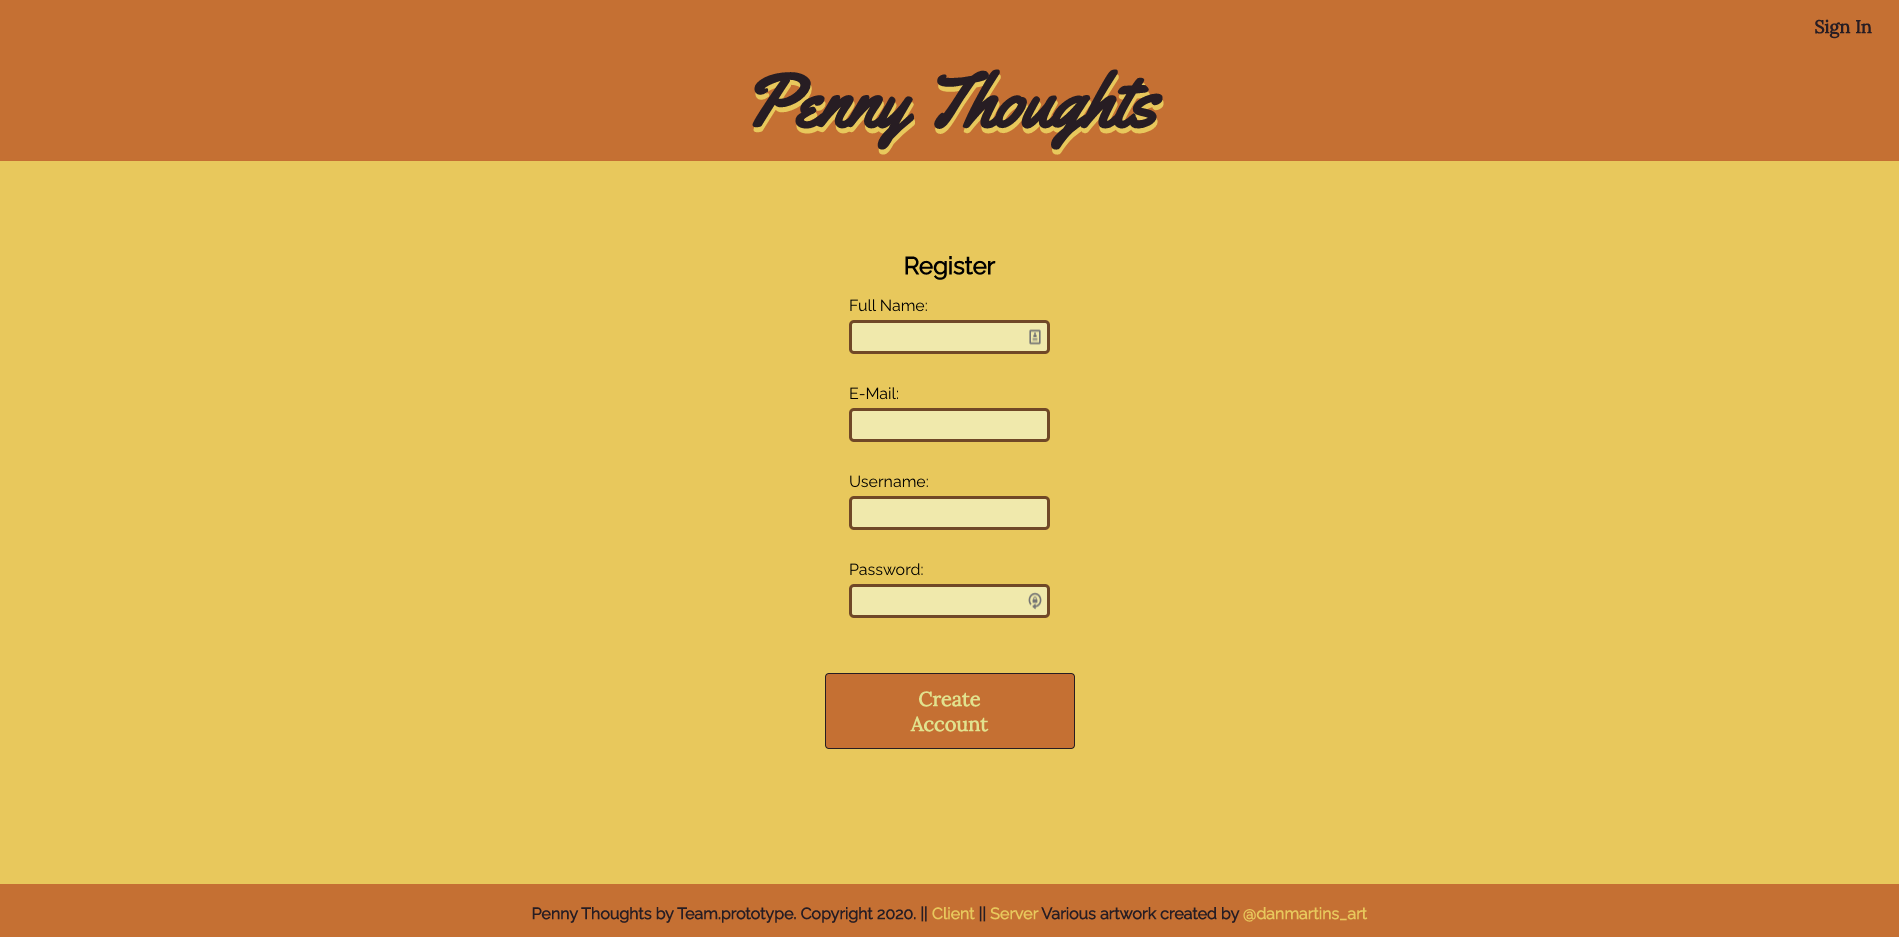 Sign In
Penny Thoughts
Register
Full Name:
E-Mail:
Username:
Password:
Create
Account
Penny Thoughts by Team.prototype. Copyright 2020. || Client || Server Various artwork created by @danmartins_art